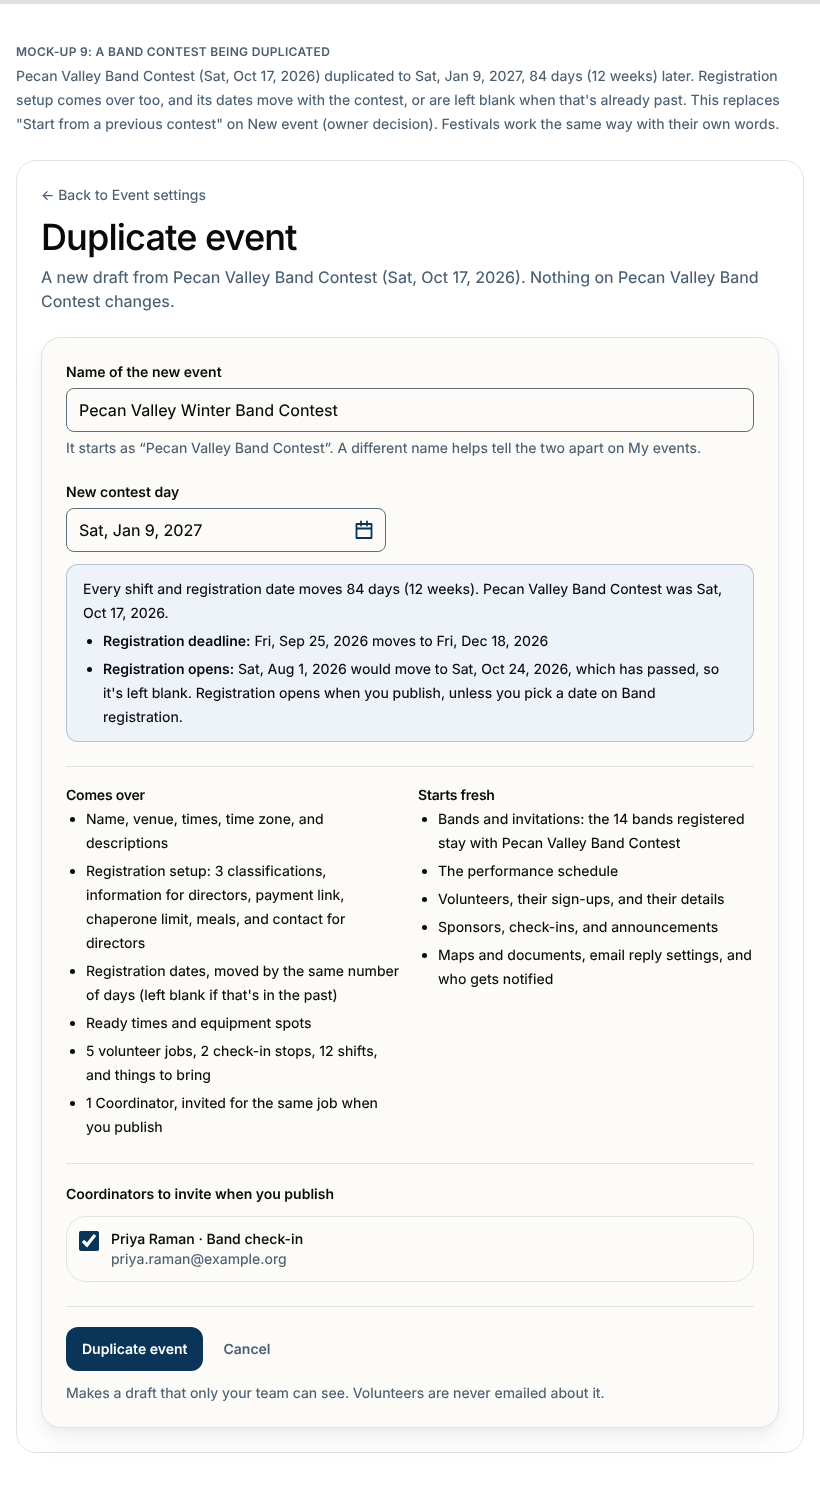 MOCK-UP 9: A BAND CONTEST BEING DUPLICATED
Pecan Valley Band Contest (Sat, Oct 17, 2026) duplicated to Sat, Jan 9, 2027, 84 days (12 weeks) later. Registration
setup comes over too, and its dates move with the contest, or are left blank when that's already past. This replaces
"Start from a previous contest" on New event (owner decision). Festivals work the same way with their own words.
← Back to Event settings
Duplicate event
A new draft from Pecan Valley Band Contest (Sat, Oct 17, 2026). Nothing on Pecan Valley Band
Contest changes.
Name of the new event
Pecan Valley Winter Band Contest
It starts as “Pecan Valley Band Contest”. A different name helps tell the two apart on My events.
New contest day
Sat, Jan 9, 2027
Every shift and registration date moves 84 days (12 weeks). Pecan Valley Band Contest was Sat,
Oct 17, 2026.
• Registration deadline: Fri, Sep 25, 2026 moves to Fri, Dec 18, 2026
• Registration opens: Sat, Aug 1, 2026 would move to Sat, Oct 24, 2026, which has passed, so
it's left blank. Registration opens when you publish, unless you pick a date on Band
registration.
Comes over
• Name, venue, times, time zone, and
descriptions
• Registration setup: 3 classifications,
information for directors, payment link,
chaperone limit, meals, and contact for
directors
• Registration dates, moved by the same number
of days (left blank if that's in the past)
• Ready times and equipment spots
• 5 volunteer jobs, 2 check-in stops, 12 shifts,
and things to bring
• 1 Coordinator, invited for the same job when
you publish
Starts fresh
• Bands and invitations: the 14 bands registered
stay with Pecan Valley Band Contest
• The performance schedule
• Volunteers, their sign-ups, and their details
• Sponsors, check-ins, and announcements
• Maps and documents, email reply settings, and
who gets notified
Coordinators to invite when you publish
Priya Raman · Band check-in
priya.raman@example.org
Duplicate event
Cancel
Makes a draft that only your team can see. Volunteers are never emailed about it.